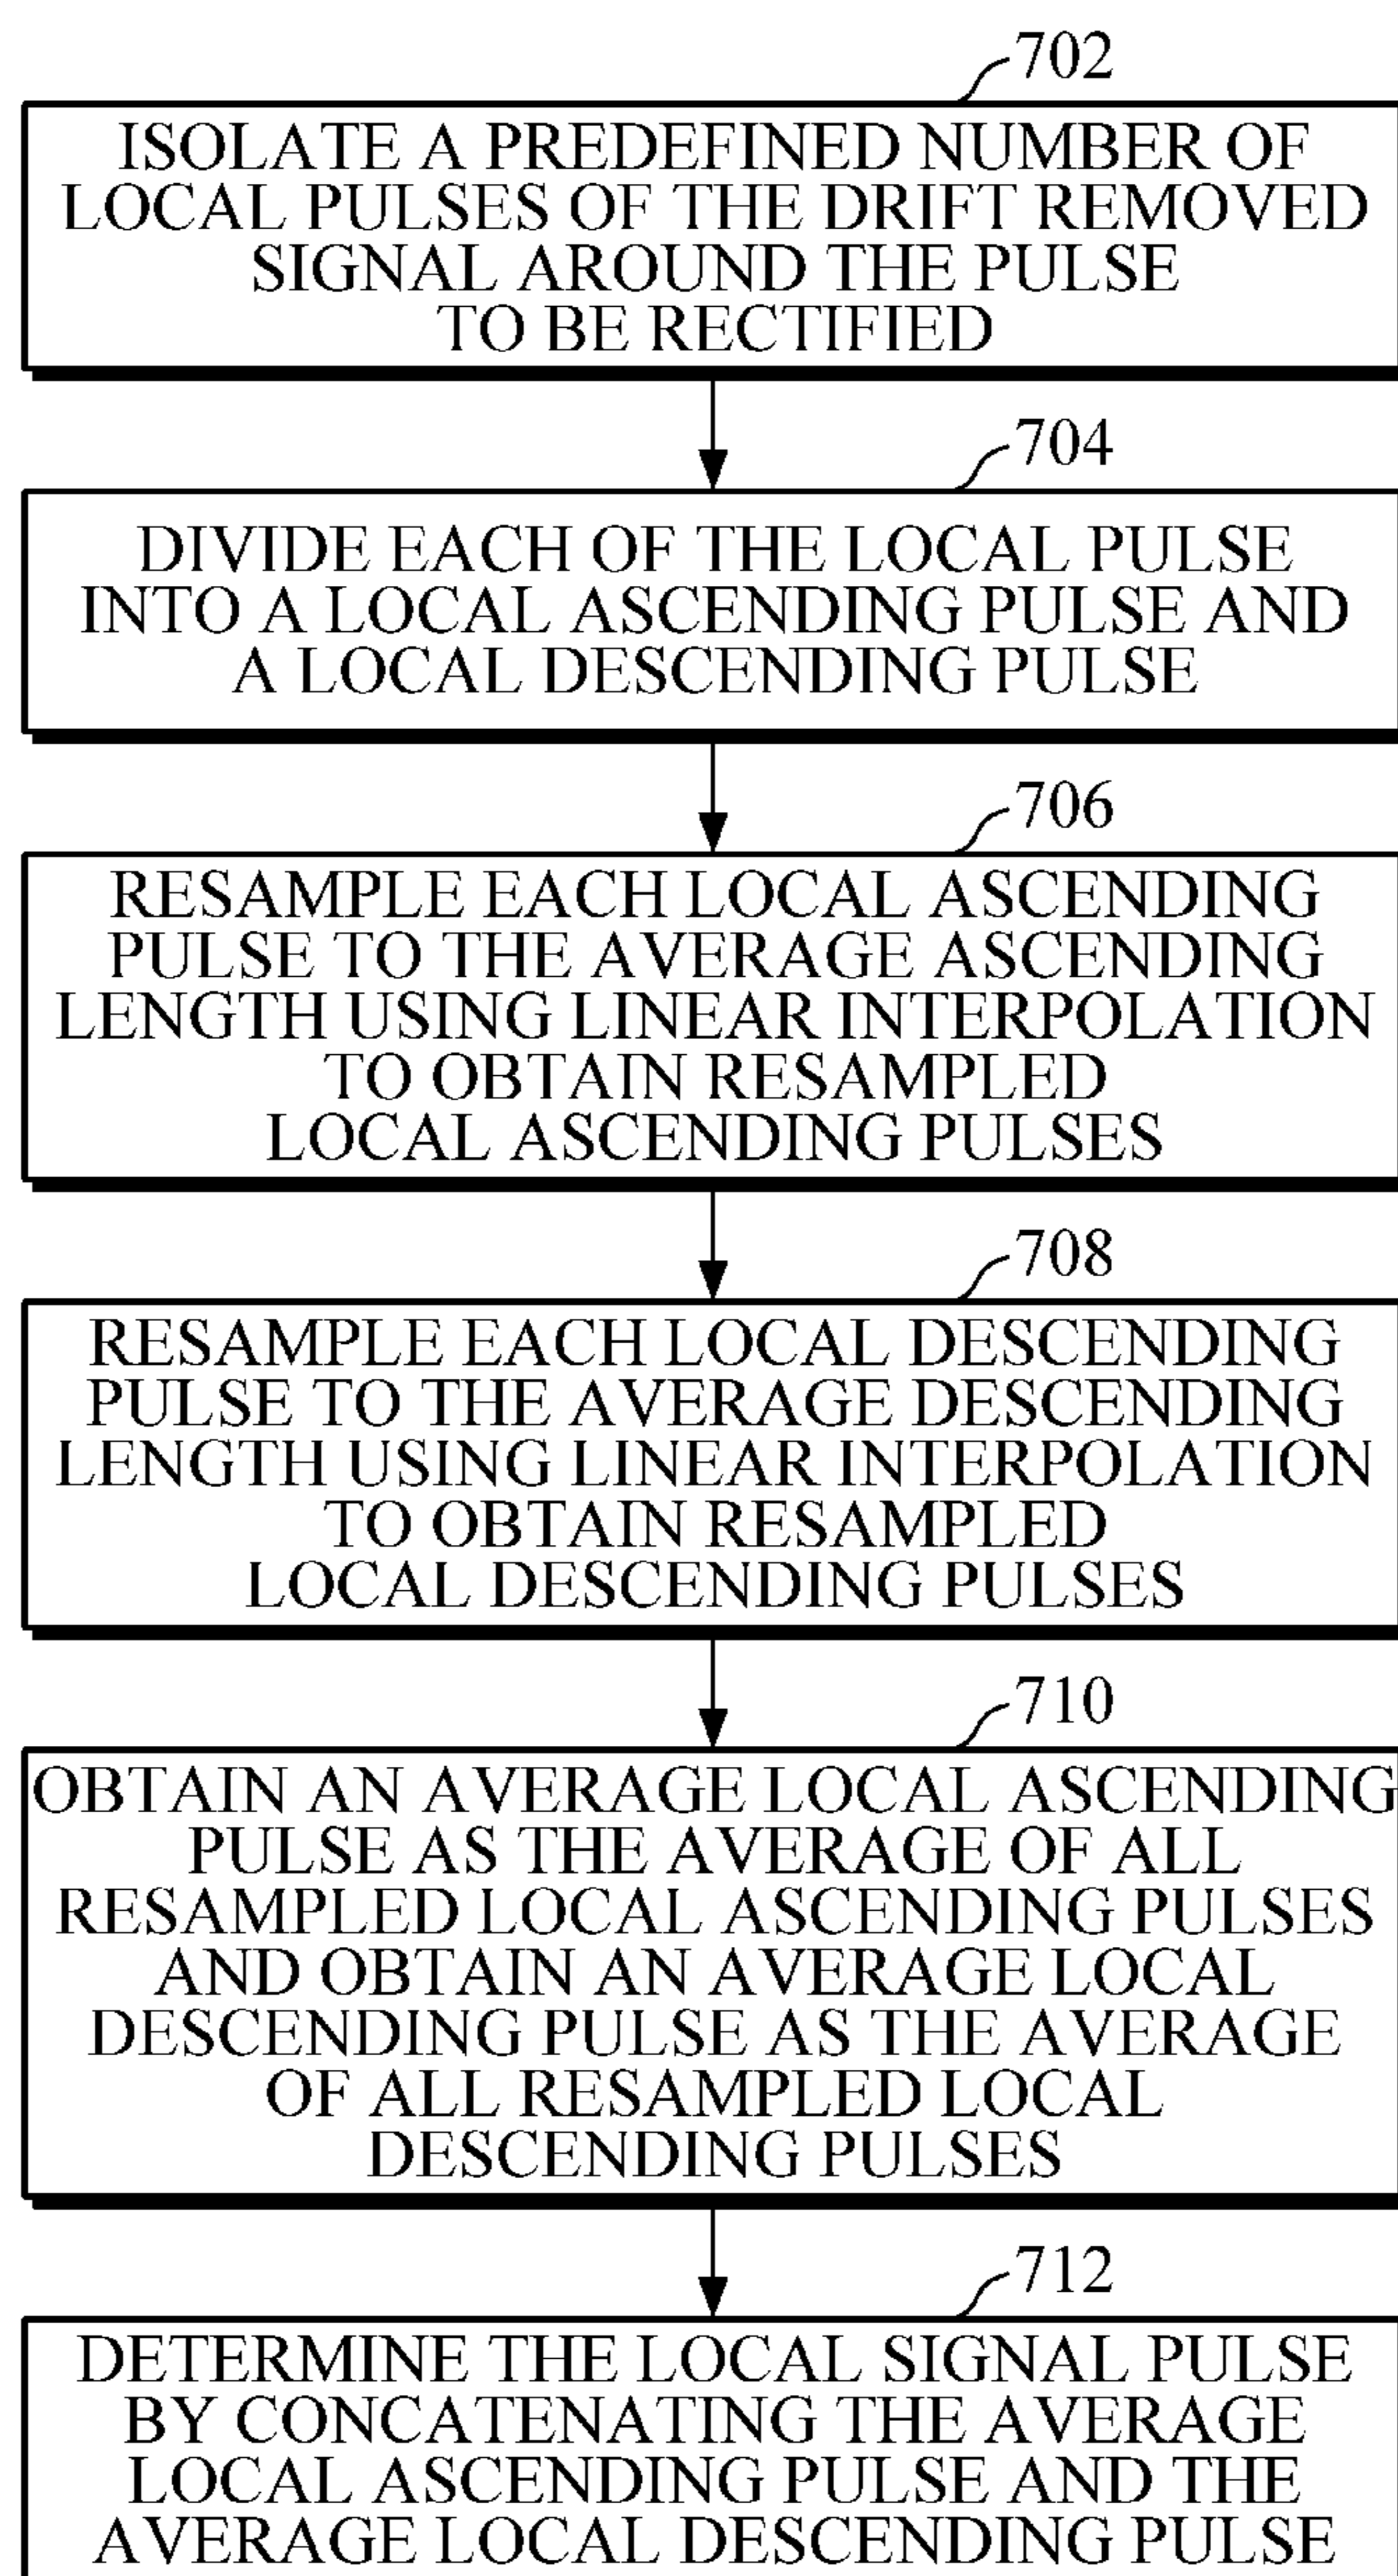 702
ISOLATE A PREDEFINED NUMBER OF
LOCAL PULSES OF THE DRIFT REMOVED
SIGNAL AROUND THE PULSE
TO BE RECTIFIED
704
DIVIDE EACH OF THE LOCAL PULSE
INTO A LOCAL ASCENDING PULSE AND
A LOCAL DESCENDING PULSE
706
RESAMPLE EACH LOCAL ASCENDING
PULSE TO THE AVERAGE ASCENDING
LENGTH USING LINEAR INTERPOLATION
TO OBTAIN RESAMPLED
LOCAL ASCENDING PULSES
708
RESAMPLE EACH LOCAL DESCENDING
PULSE TO THE AVERAGE DESCENDING
LENGTH USING LINEAR INTERPOLATION
TO OBTAIN RESAMPLED
LOCAL DESCENDING PULSES
710
OBTAIN AN AVERAGE LOCAL ASCENDING
PULSE AS THE AVERAGE OF ALL
RESAMPLED LOCAL ASCENDING PULSES
AND OBTAIN AN AVERAGE LOCAL
DESCENDING PULSE AS THE AVERAGE
OF ALL RESAMPLED LOCAL
DESCENDING PULSES
712
DETERMINE THE LOCAL SIGNAL PULSE
BY CONCATENATING THE AVERAGE
LOCAL ASCENDING PULSE AND THE
AVERAGE LOCAL DESCENDING PULSE